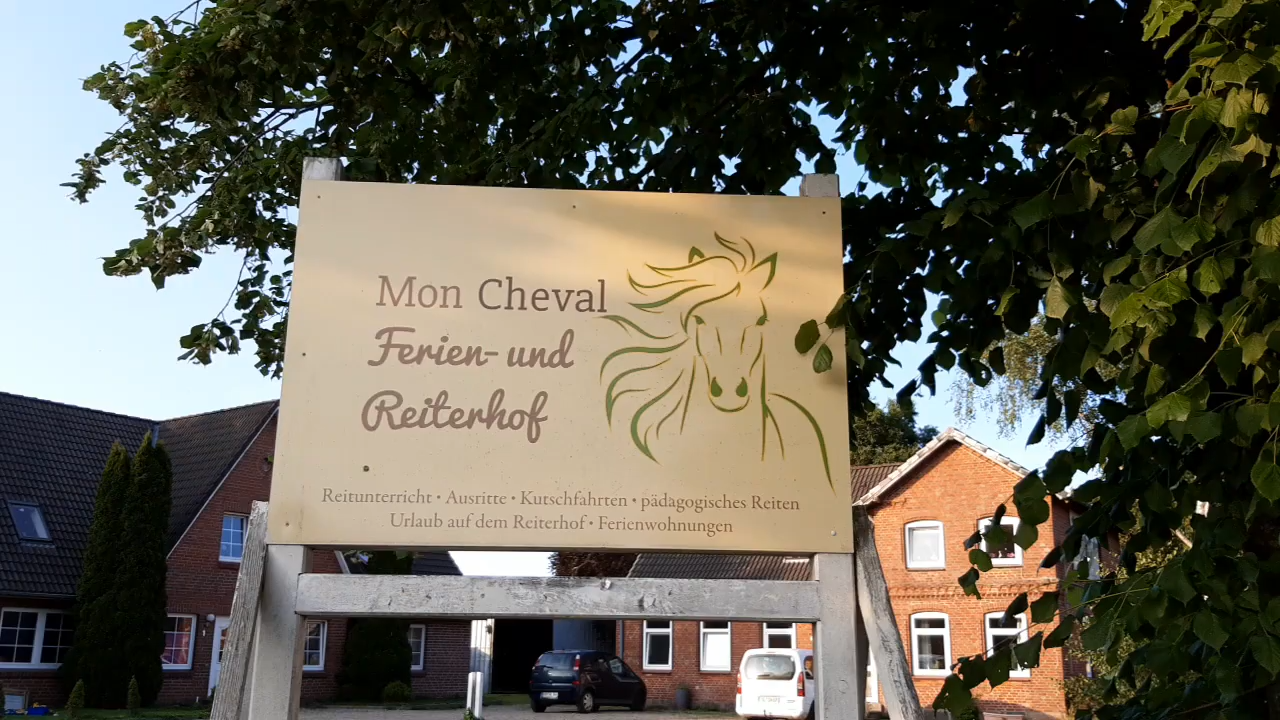 Mon Cheval
Ferien- und
Reiterhof
Reitunterricht • Ausritte • Kutschfahrten • pädagogisches Reiten
Urlaub auf dem Reiterhof • Ferienwohnungen